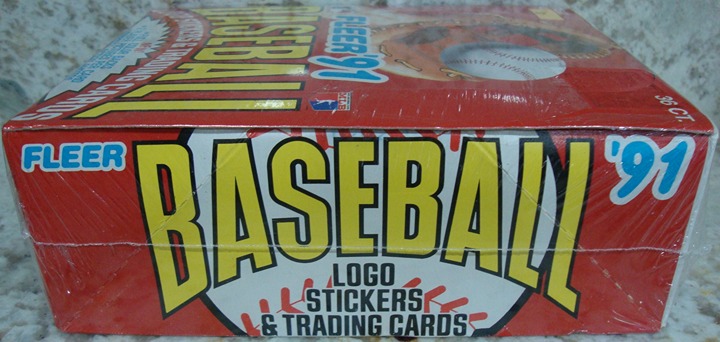 BASEBALL
FLEER '91
36 CT.
FLEER
BASEBALL
'91
LOGO
STICKERS
& TRADING CARDS